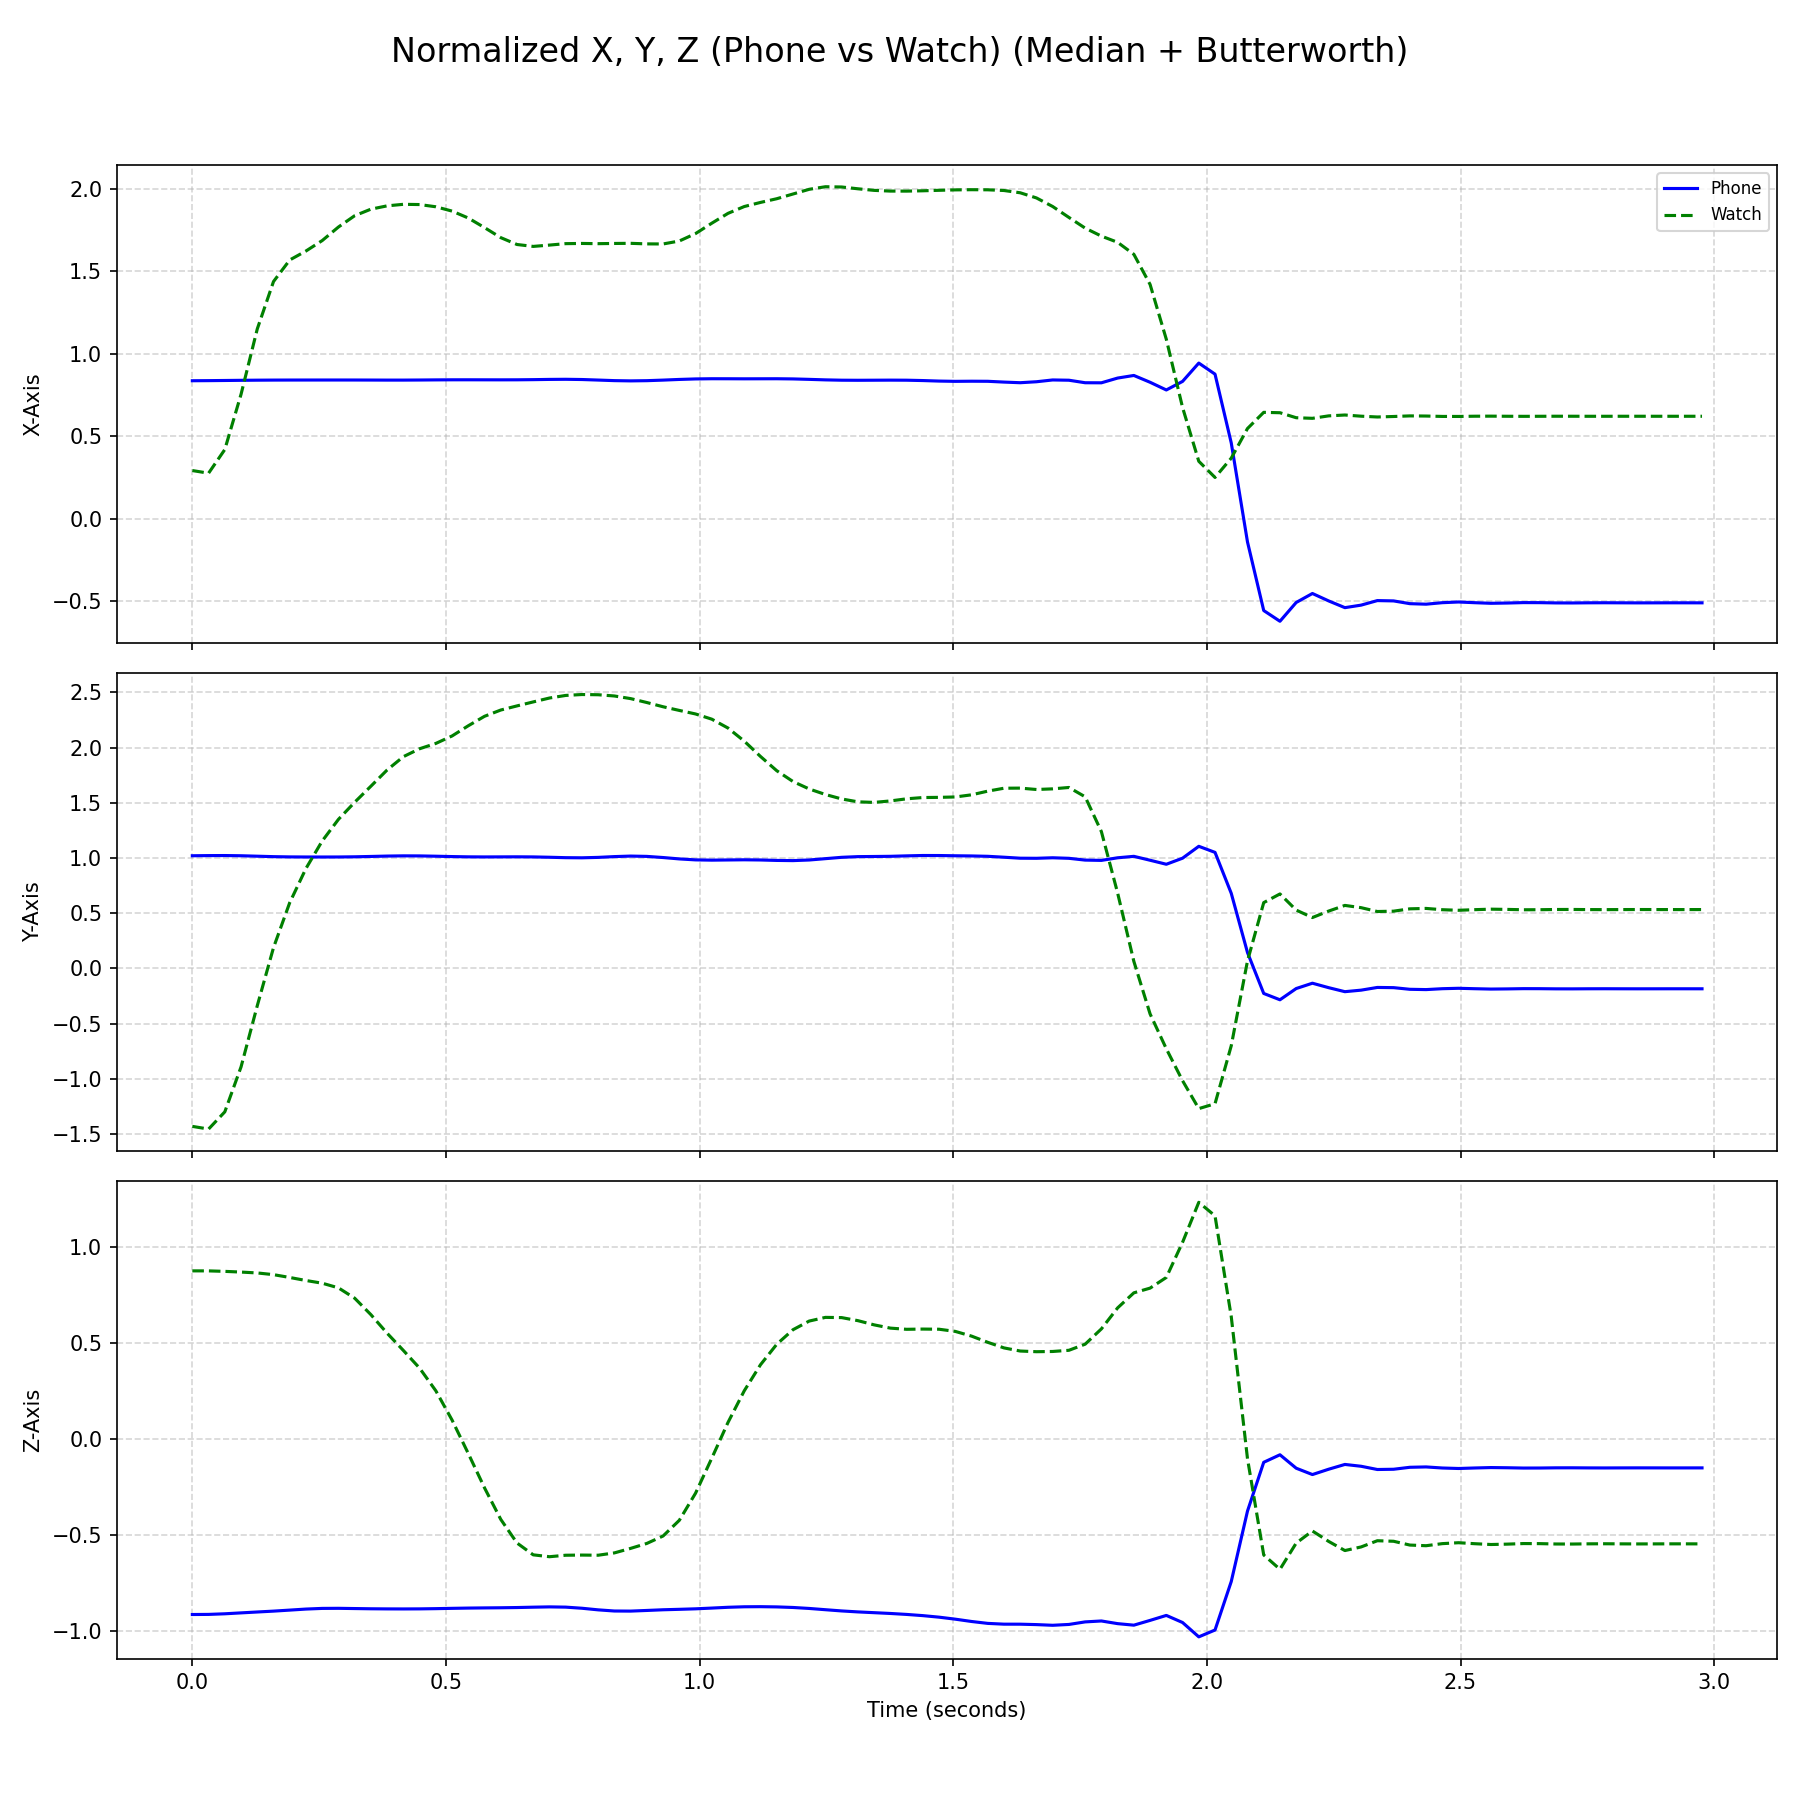 Normalized X, Y, Z (Phone vs Watch) (Median + Butterworth)
Phone
Watch
2.0
1.5
1.0
0.5
0.0
−0.5
X-Axis
2.5
2.0
1.5
1.0
0.5
0.0
−0.5
−1.0
−1.5
Y-Axis
1.0
0.5
0.0
−0.5
−1.0
Z-Axis
0.0 0.5 1.0 1.5 2.0 2.5 3.0
Time (seconds)